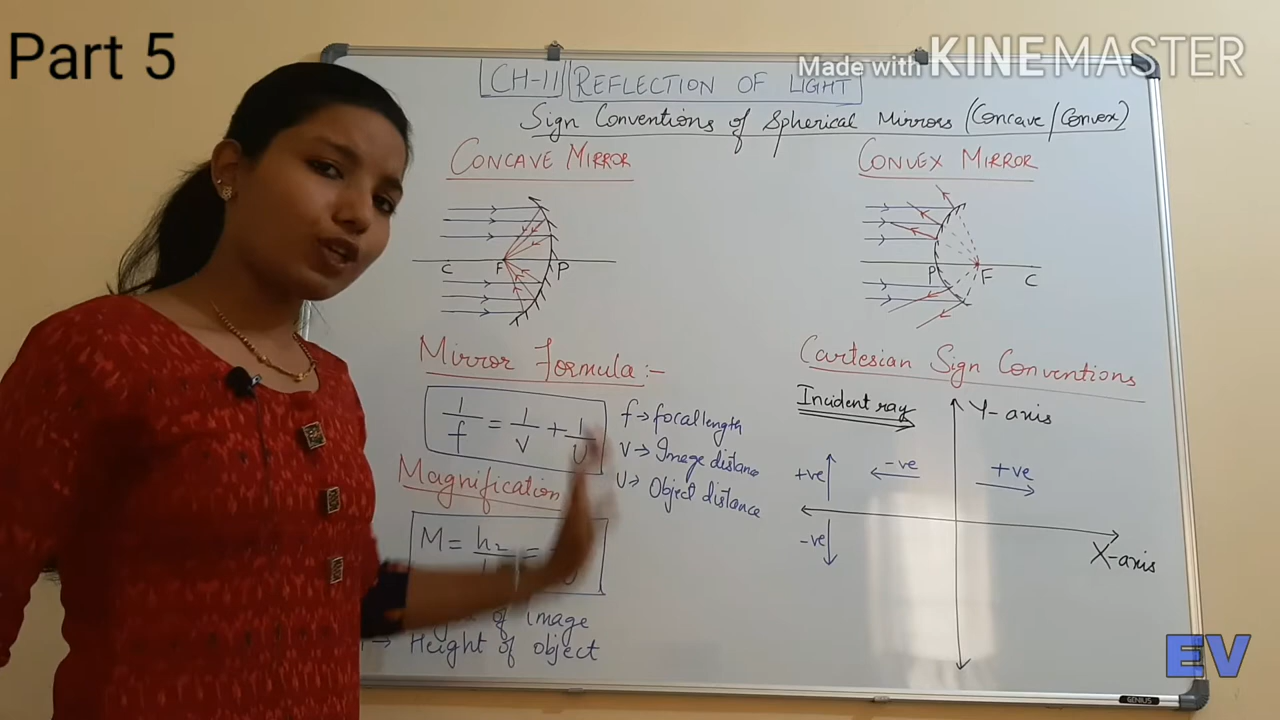 Part 5
Made with KINEMASTER
CH-11 REFLECTION OF LIGHT
Sign Conventions of Spherical Mirrors (Concave/Convex)
CONCAVE MIRROR
C F P
CONVEX MIRROR
P F C
Mirror Formula:-
1/f = 1/v + 1/u
f → focal length
v → Image distance
u → Object distance
Magnification
M = h2
image
Height of object
Cartesian Sign Conventions
Incident ray
Y-axis
+ve -ve +ve
-ve
X-axis
EV
GENIUS